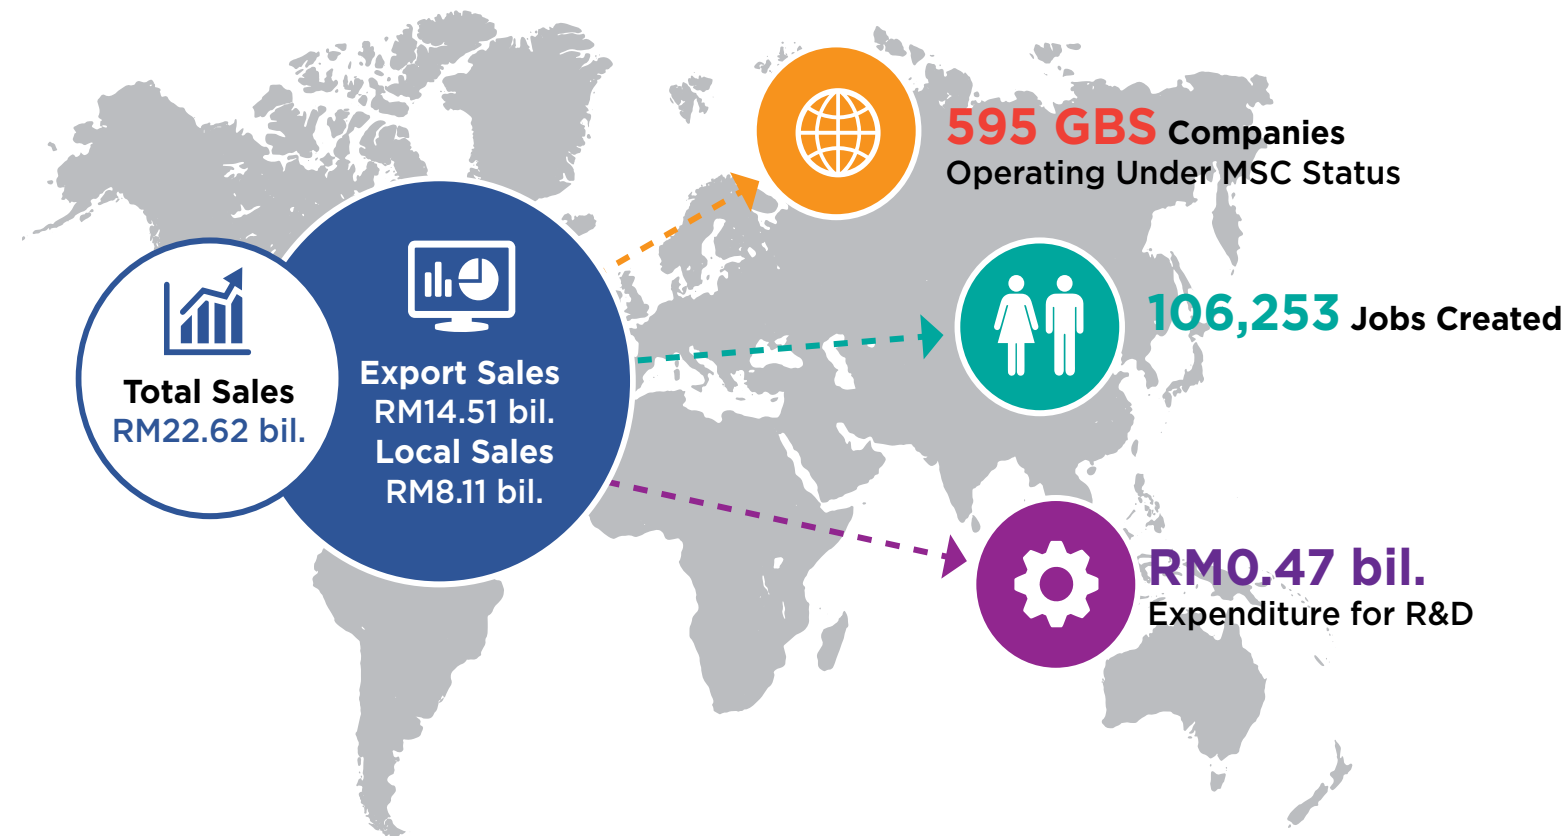 Total Sales
RM22.62 bil.
Export Sales
RM14.51 bil.
Local Sales
RM8.11 bil.
595 GBS Companies
Operating Under MSC Status
106,253 Jobs Created
RM0.47 bil.
Expenditure for R&D